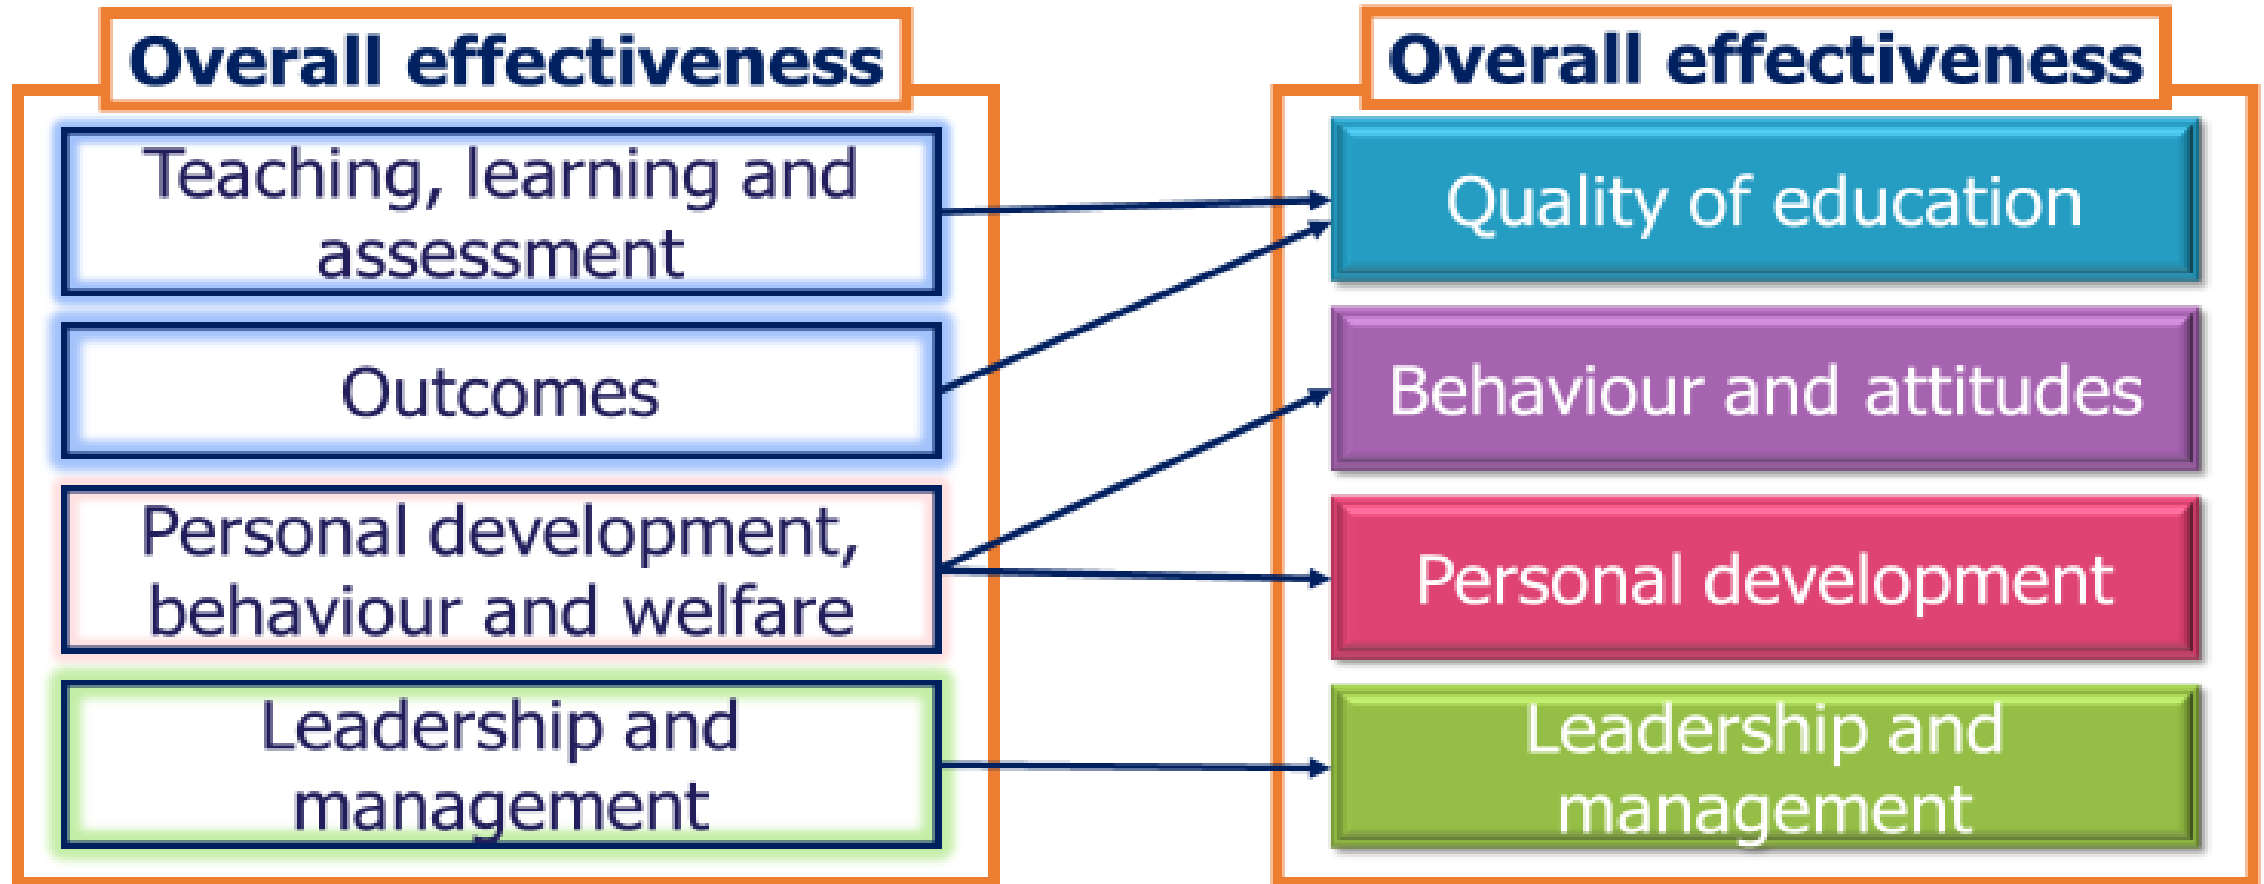 Overall effectiveness
Teaching, learning and
assessment
Outcomes
Personal development,
behaviour and welfare
Leadership and
management
Overall effectiveness
Quality of education
Behaviour and attitudes
Personal development
Leadership and
management